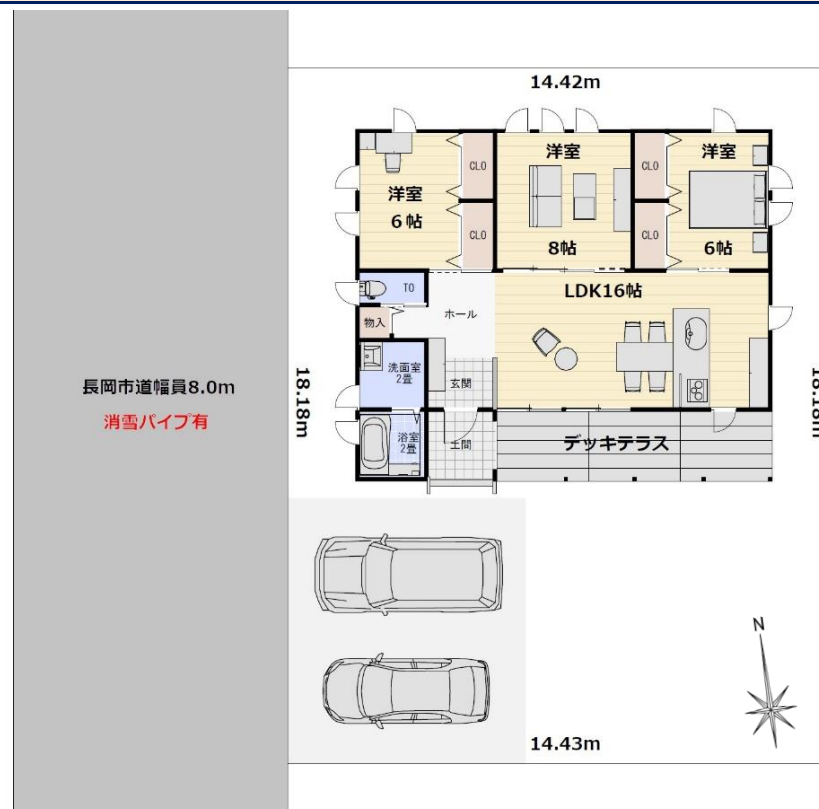 14.42m
洋室
6帖
CLO
CLO
洋室
8帖
CLO
CLO
洋室
6帖
TO
物入
ホール
LDK16帖
洗面室
2畳
玄関
浴室
2畳
土間
デッキテラス
長岡市道幅員8.0m
消雪パイプ有
18.18m
18.18m
N
14.43m